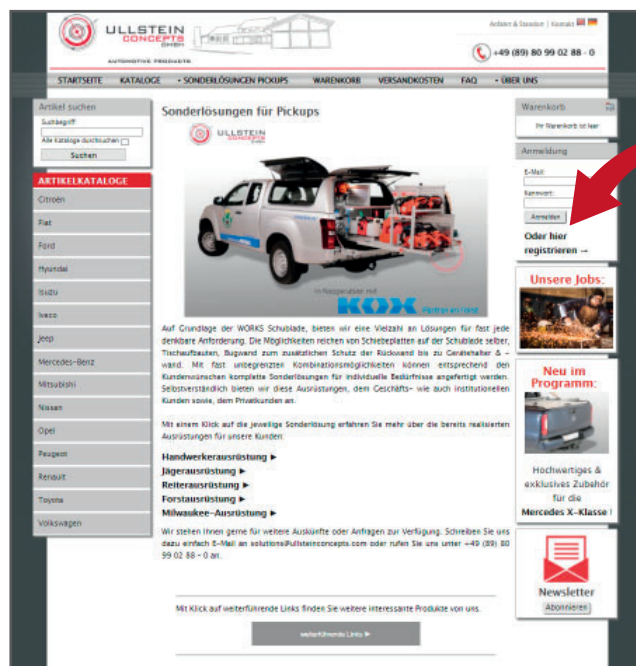 ULLSTEIN
CONCEPTS
GMBH
AUTOMOTIVE PRODUCTS
Anfahrt & Standort | Kontakt
+49 (89) 80 99 02 88 - 0
STARTSEITE KATALOGE • SONDERLÖSUNGEN PICKUPS WARENKORB VERSANDKOSTEN FAQ • ÜBER UNS
Artikel suchen
Suchbegriff:
Alle Kataloge durchsuchen
Suchen
ARTIKELKATALOGE
Citroën
Fiat
Ford
Hyundai
Isuzu
Iveco
Jeep
Mercedes-Benz
Mitsubishi
Nissan
Opel
Peugeot
Renault
Toyota
Volkswagen
Sonderlösungen für Pickups
ULLSTEIN
CONCEPTS
in Kooperation mit
KOX Partner im Forst
Auf Grundlage der WORKS Schublade, bieten wir eine Vielzahl an Lösungen für fast jede
denkbare Anforderung. Die Möglichkeiten reichen von Schiebeplatten auf der Schublade selber,
Tischaufbauten, Bugwand zum zusätzlichen Schutz der Rückwand bis zu Gerätehalter & –
wand. Mit fast unbegrenzten Kombinationsmöglichkeiten können entsprechend den
Kundenwünschen komplette Sonderlösungen für individuelle Bedürfnisse angefertigt werden.
Selbstverständlich bieten wir diese Ausrüstungen, dem Geschäfts- wie auch institutionellen
Kunden sowie, dem Privatkunden an.
Mit einem Klick auf die jeweilige Sonderlösung erfahren Sie mehr über die bereits realisierten
Ausrüstungen für unsere Kunden:
Handwerkerausrüstung ►
Jägerausrüstung ►
Reiterausrüstung ►
Forstausrüstung ►
Milwaukee-Ausrüstung ►
Wir stehen Ihnen gerne für weitere Auskünfte oder Anfragen zur Verfügung. Schreiben Sie uns
dazu einfach E-Mail an solutions@ullsteinconcepts.com oder rufen Sie uns unter +49 (89) 80
99 02 88 - 0 an.
Mit Klick auf weiterführende Links finden Sie weitere interessante Produkte von uns.
weiterführende Links ►
Warenkorb
Ihr Warenkorb ist leer
Anmeldung
E-Mail:
Kennwort:
Anmelden
Oder hier
registrieren →
Unsere Jobs:
Neu im
Programm:
Hochwertiges &
exklusives Zubehör
für die
Mercedes X-Klasse !
Newsletter
Abonnieren